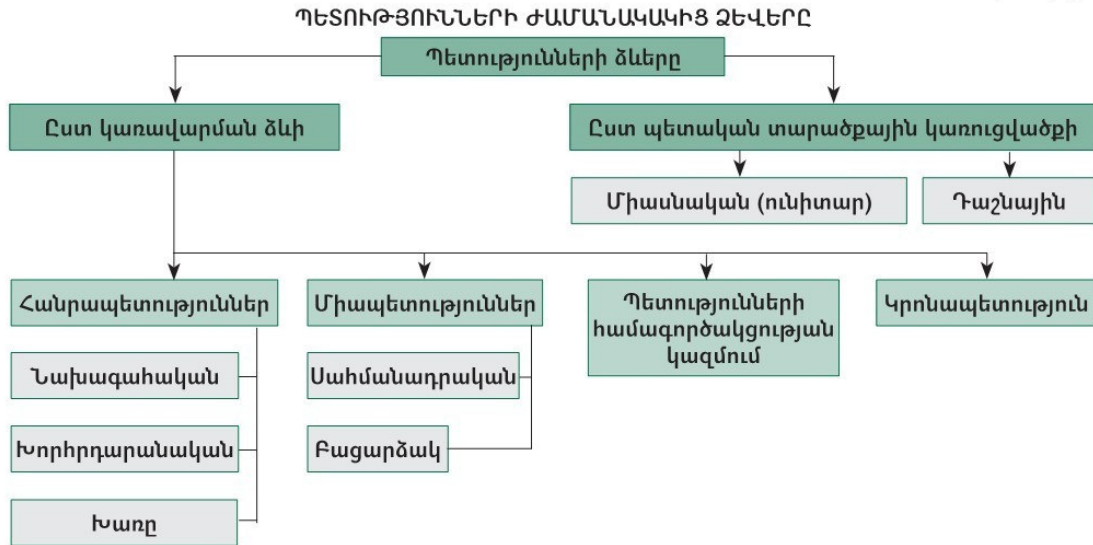 ՊԵՏՈՒԹՅՈՒՆՆԵՐԻ ԺԱՄԱՆԱԿԱԿԻՑ ՁԵՎԵՐԸ
Պետությունների ձևերը
Ըստ կառավարման ձևի
Ըստ պետական տարածքային կառուցվածքի
Միասնական (ունիտար)
Դաշնային
Հանրապետություններ
Միապետություններ
Պետությունների
համագործակցության
կազմում
Կրոնապետություն
Նախագահական
Սահմանադրական
Խորհրդարանական
Բացարձակ
Խառը